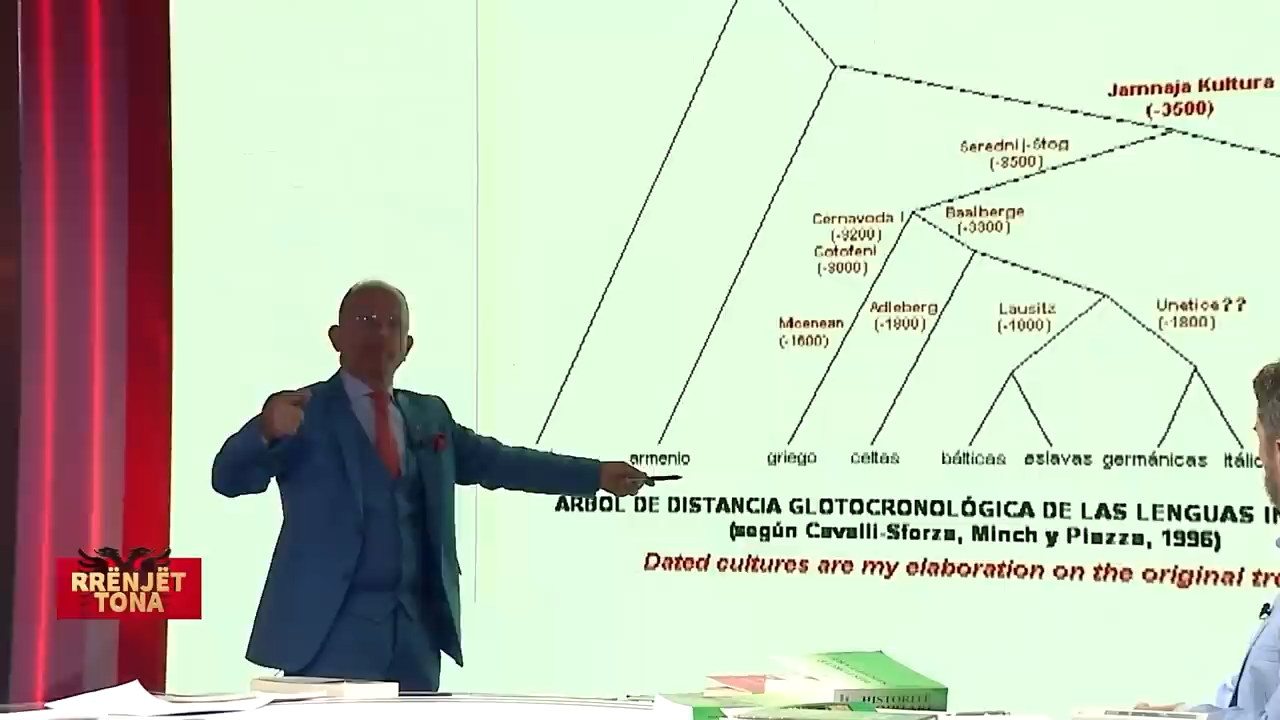 Jamnaja Kultura
(-3500)
Serednij-Stog
(-3500)
Cernavoda I
(-3200)
Cotofeni
(-3000)
Baalberge
(-3300)
Micenean
(-1600)
Adleberg
(-1800)
Lausitz
(-1000)
Unetice??
(-1800)
armenio
griego
celtas
bálticas
eslavas
germánicas
itálic
ARBOL DE DISTANCIA GLOTOCRONOLÓGICA DE LAS LENGUAS IN
(según Cavalli-Sforza, Minch y Piazza, 1996)
Dated cultures are my elaboration on the original tre
RRËNJËT
TONA